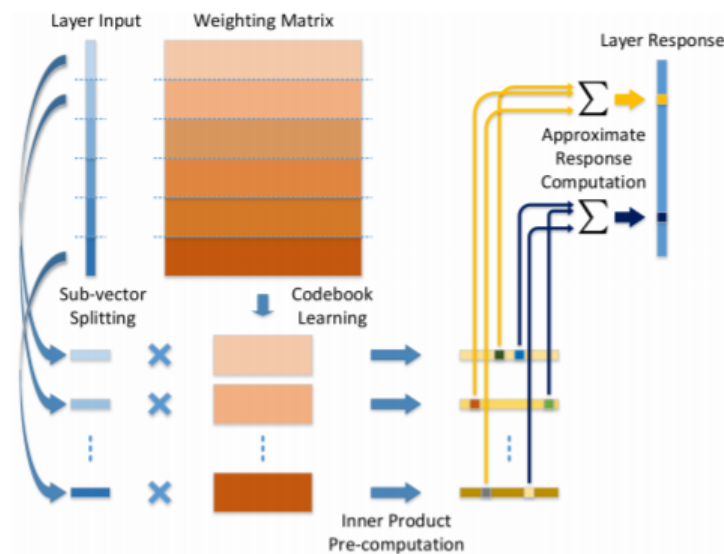 Layer Input
Weighting Matrix
Layer Response
∑
Approximate
Response
Computation
∑
Sub-vector
Splitting
Codebook
Learning
Inner Product
Pre-computation